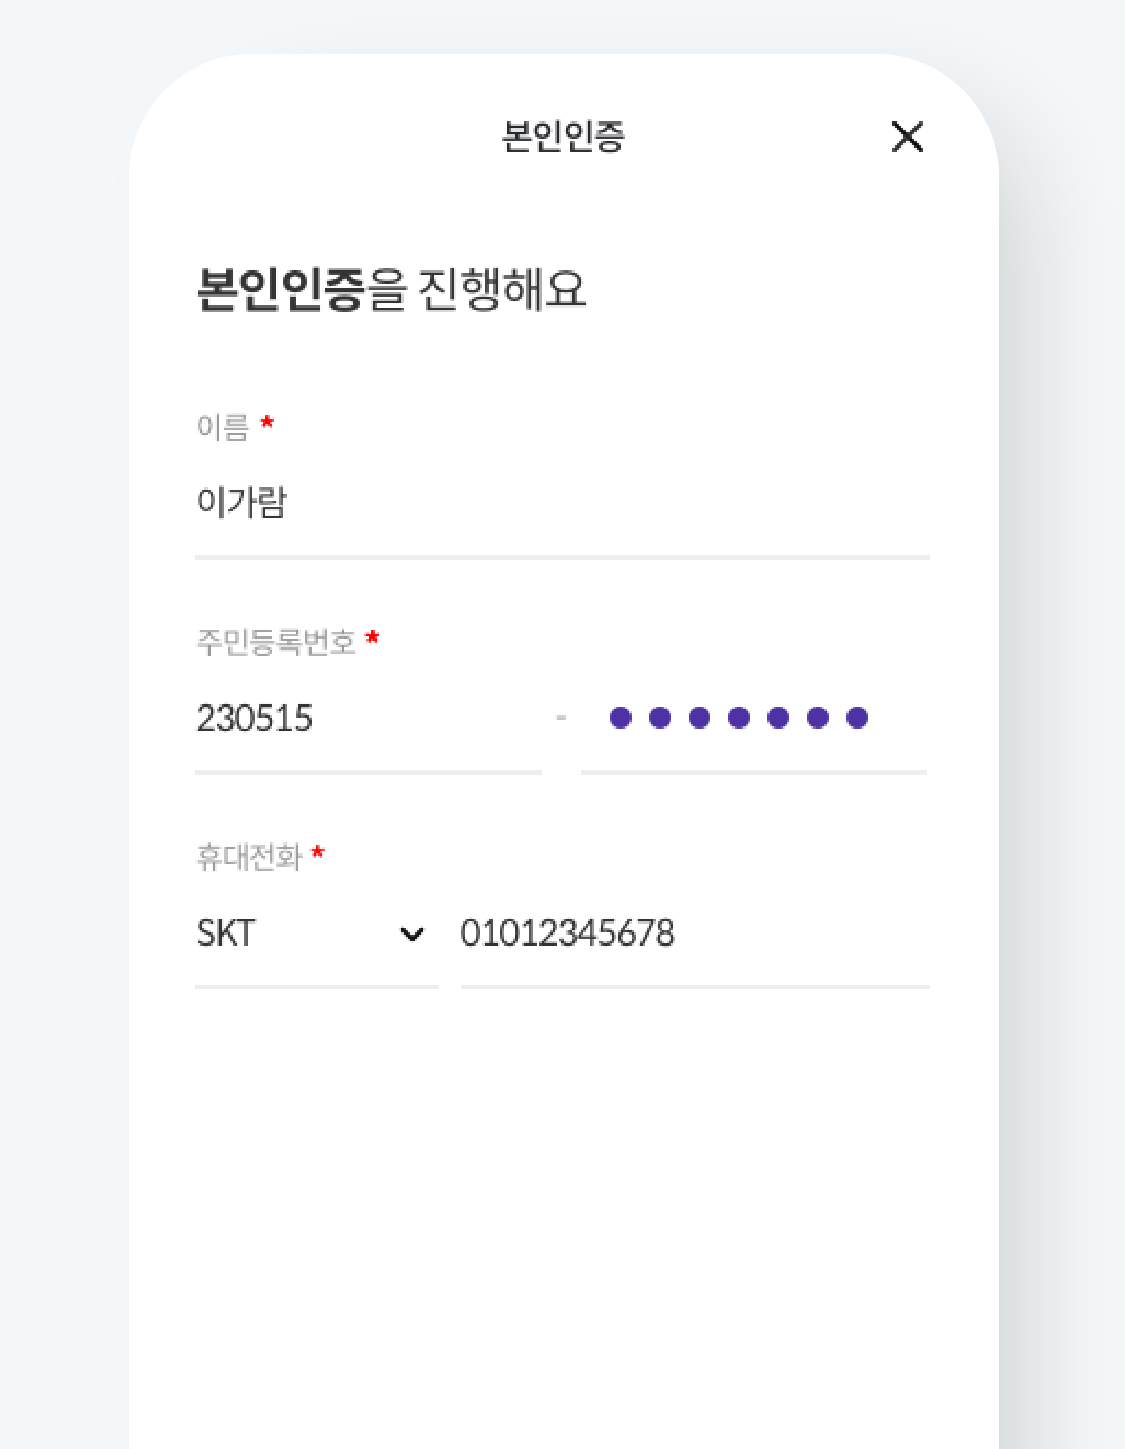 본인인증
본인인증을 진행해요
이름 *
이가람
주민등록번호 *
230515 - ●●●●●●●
휴대전화 *
SKT 01012345678